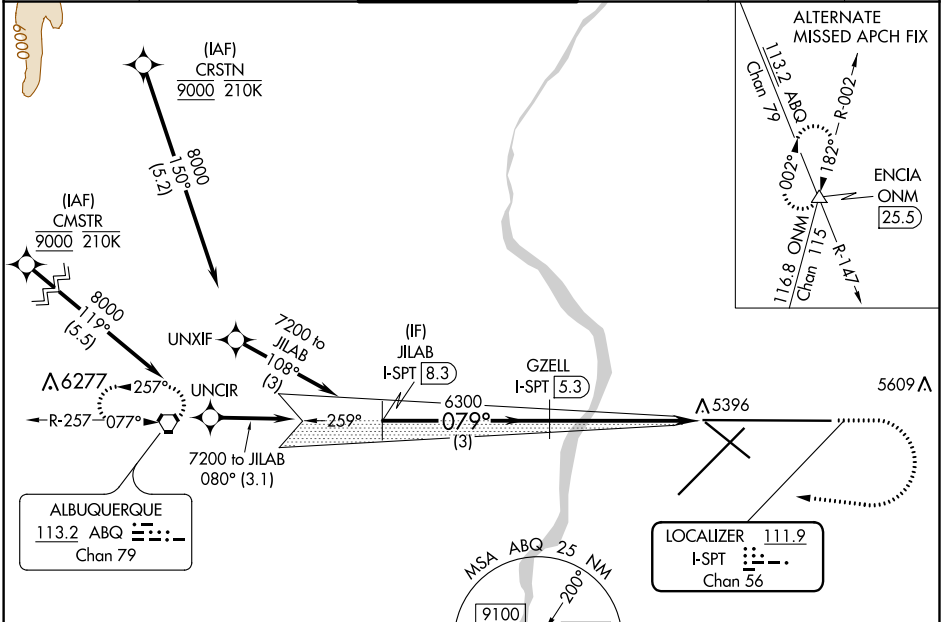 6000
(IAF)
CRSTN
9000 210K
8000
150°
(5.2)
(IAF)
CMSTR
9000 210K
8000
119°
(5.5)
UNXIF
7200 to
JILAB
108°
(3)
(IF)
JILAB
I-SPT 8.3
GZELL
I-SPT 5.3
6277
257°
R-257
077°
UNCIR
259°
6300
079°
(3)
7200 to JILAB
080° (3.1)
5396
5609
ALBUQUERQUE
113.2 ABQ
Chan 79
LOCALIZER 111.9
I-SPT
Chan 56
MSA ABQ 25 NM
200°
9100
ALTERNATE
MISSED APCH FIX
113.2 ABQ
Chan 79
R-002
002°
182°
ENCIA
ONM
25.5
116.8 ONM
Chan 115
R-147